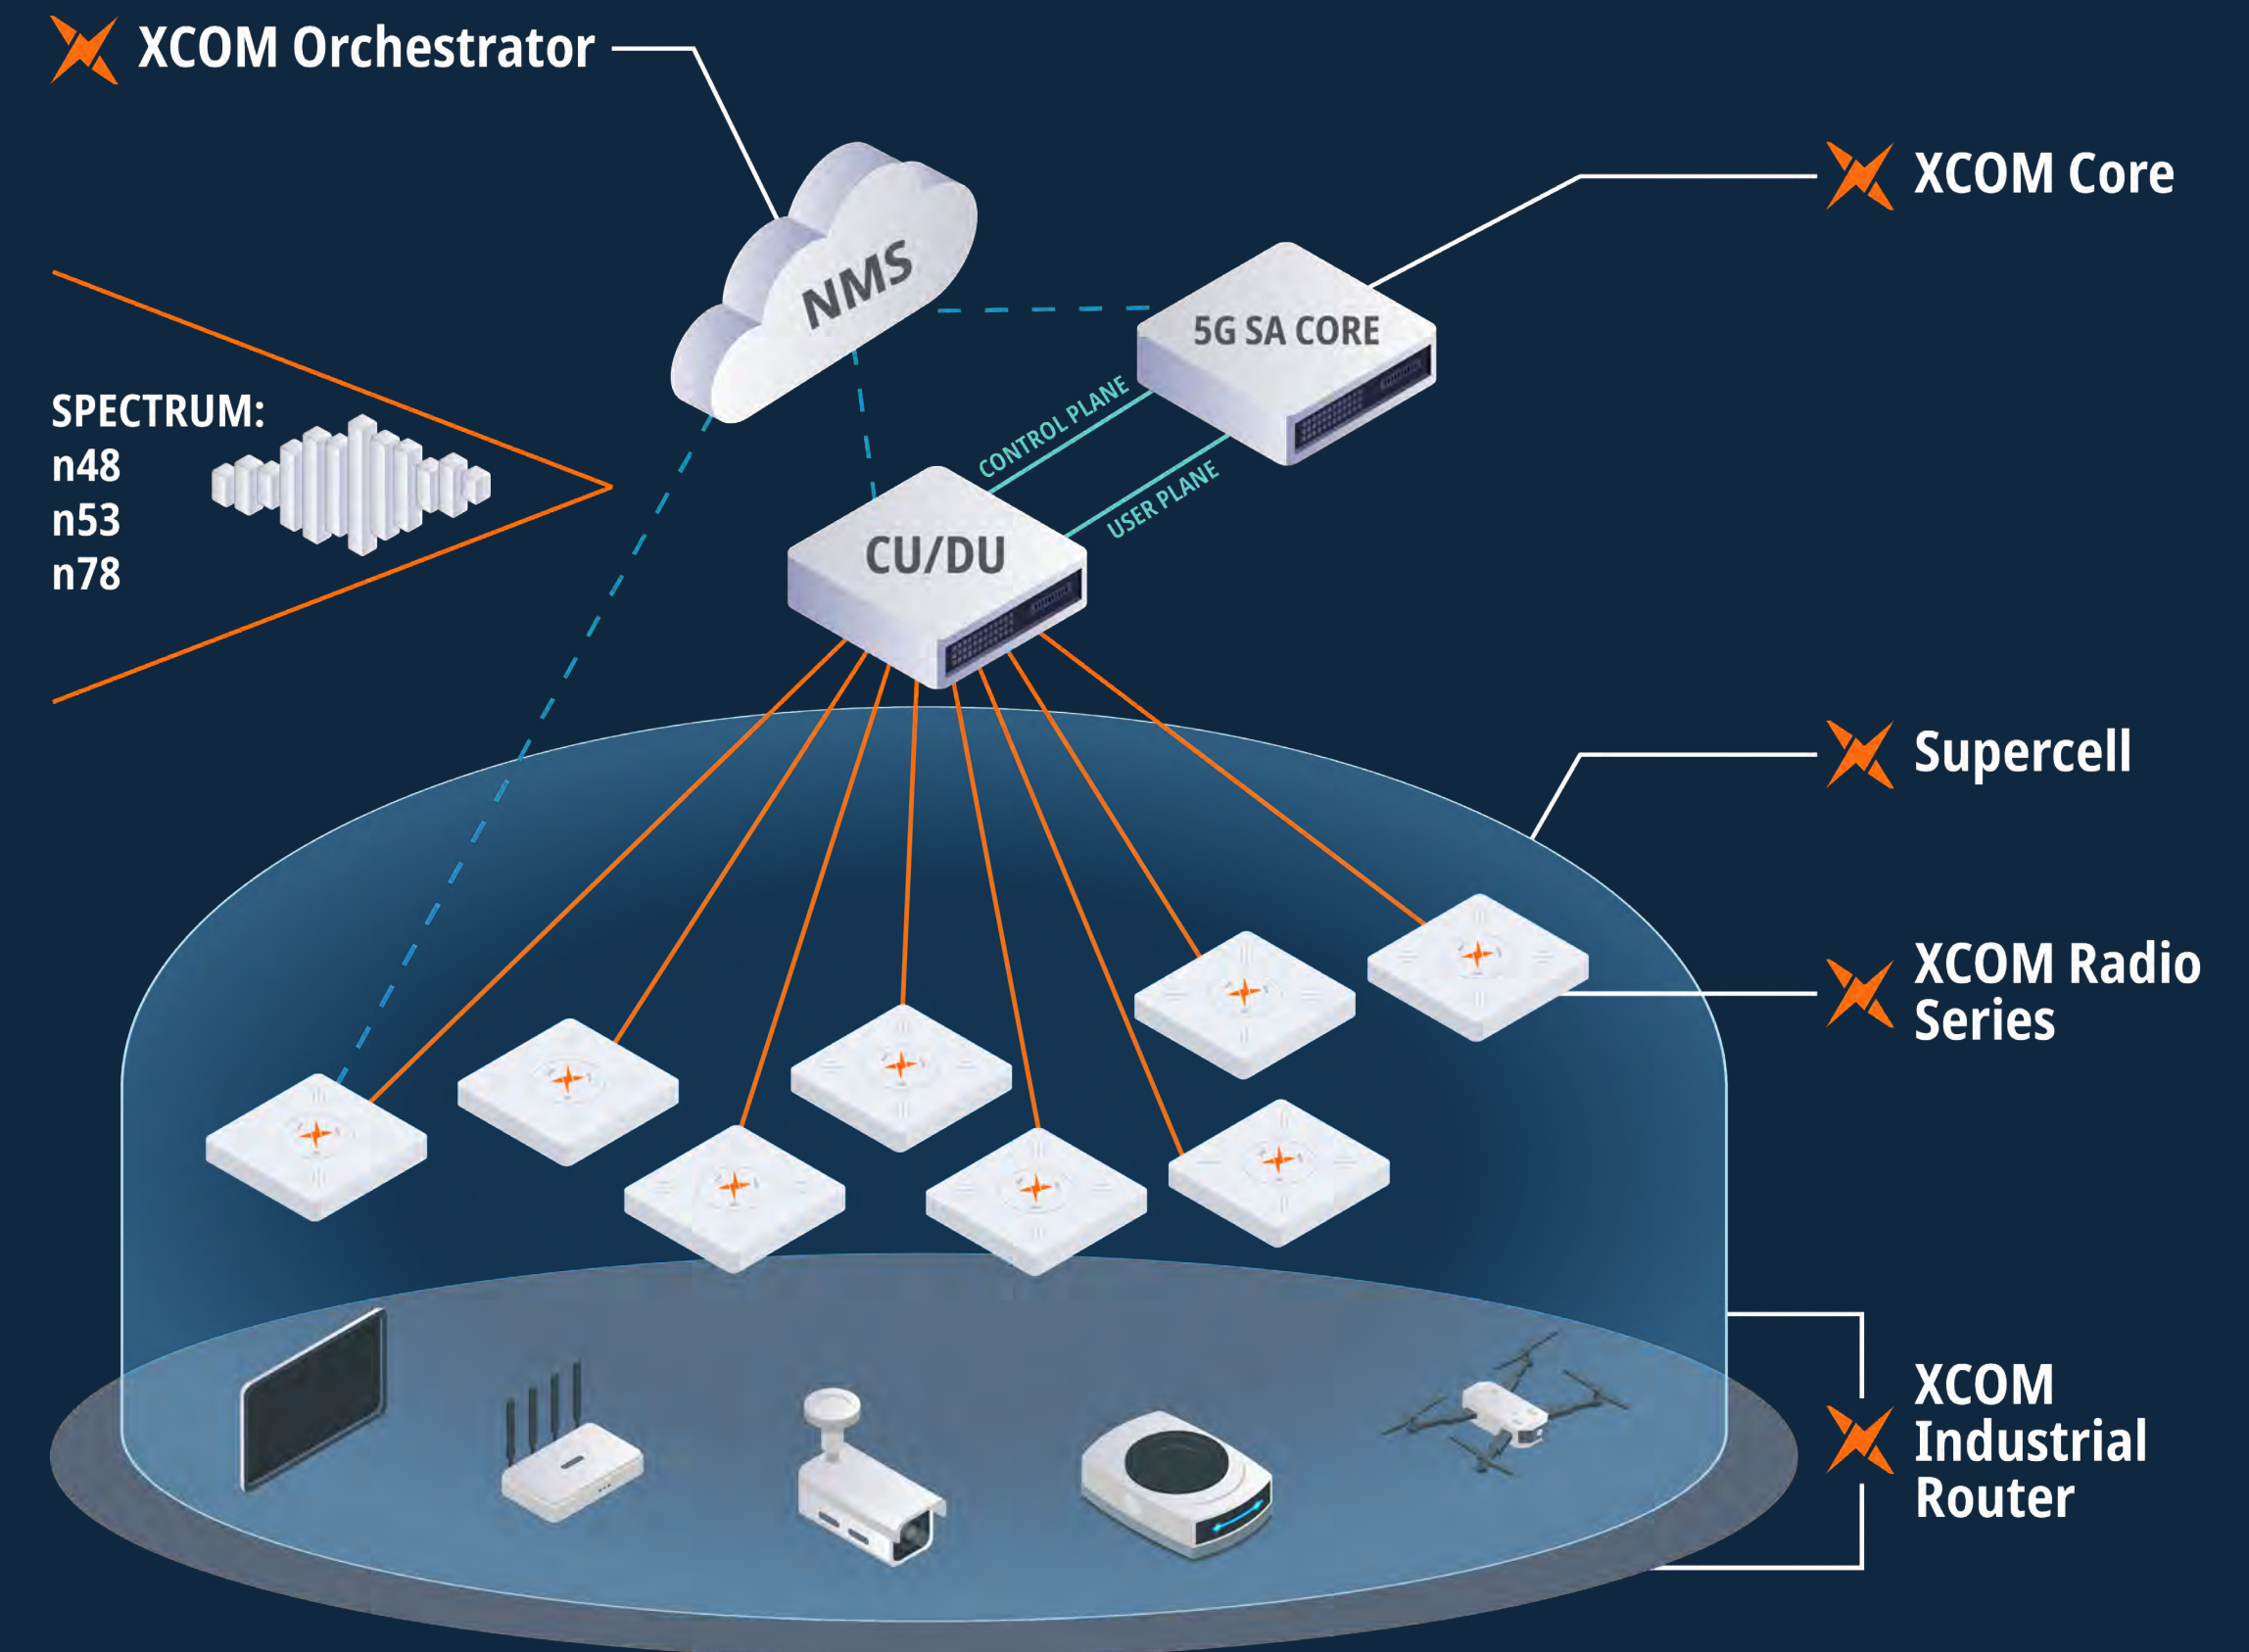 XCOM Orchestrator
XCOM Core
NMS
5G SA CORE
CONTROL PLANE
USER PLANE
SPECTRUM:
n48
n53
n78
CU/DU
Supercell
XCOM Radio
Series
XCOM
Industrial
Router